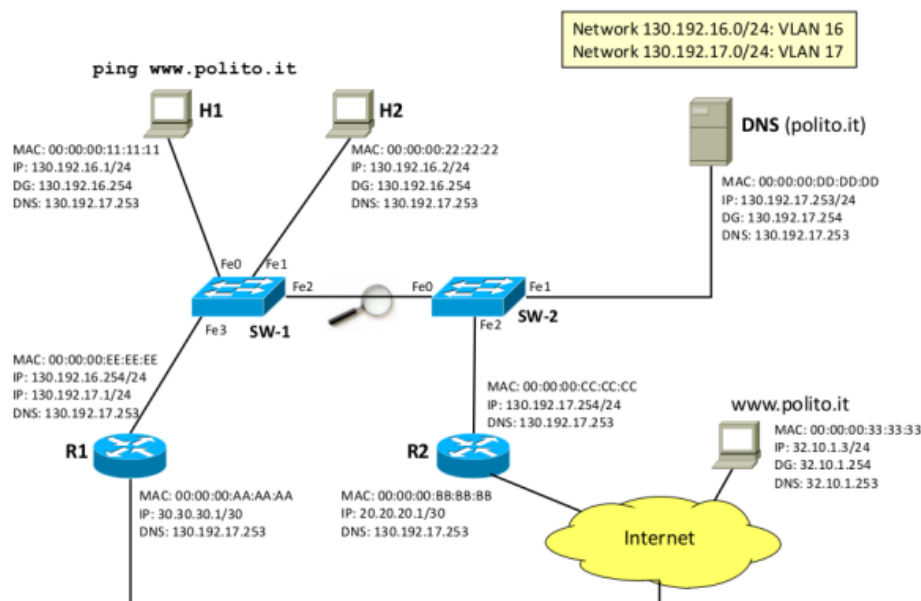 Network 130.192.16.0/24: VLAN 16
Network 130.192.17.0/24: VLAN 17
ping www.polito.it
H1
H2
DNS (polito.it)
MAC: 00:00:00:11:11:11
IP: 130.192.16.1/24
DG: 130.192.16.254
DNS: 130.192.17.253
MAC: 00:00:00:22:22:22
IP: 130.192.16.2/24
DG: 130.192.16.254
DNS: 130.192.17.253
MAC: 00:00:00:DD:DD:DD
IP: 130.192.17.253/24
DG: 130.192.17.254
DNS: 130.192.17.253
Fe0
Fe1
Fe2
Fe3
SW-1
Fe0
Fe1
Fe2
SW-2
MAC: 00:00:00:EE:EE:EE
IP: 130.192.16.254/24
IP: 130.192.17.1/24
DNS: 130.192.17.253
R1
MAC: 00:00:00:CC:CC:CC
IP: 130.192.17.254/24
DNS: 130.192.17.253
R2
www.polito.it
MAC: 00:00:00:33:33:33
IP: 32.10.1.3/24
DG: 32.10.1.254
DNS: 32.10.1.253
MAC: 00:00:00:AA:AA:AA
IP: 30.30.30.1/30
DNS: 130.192.17.253
MAC: 00:00:00:BB:BB:BB
IP: 20.20.20.1/30
DNS: 130.192.17.253
Internet